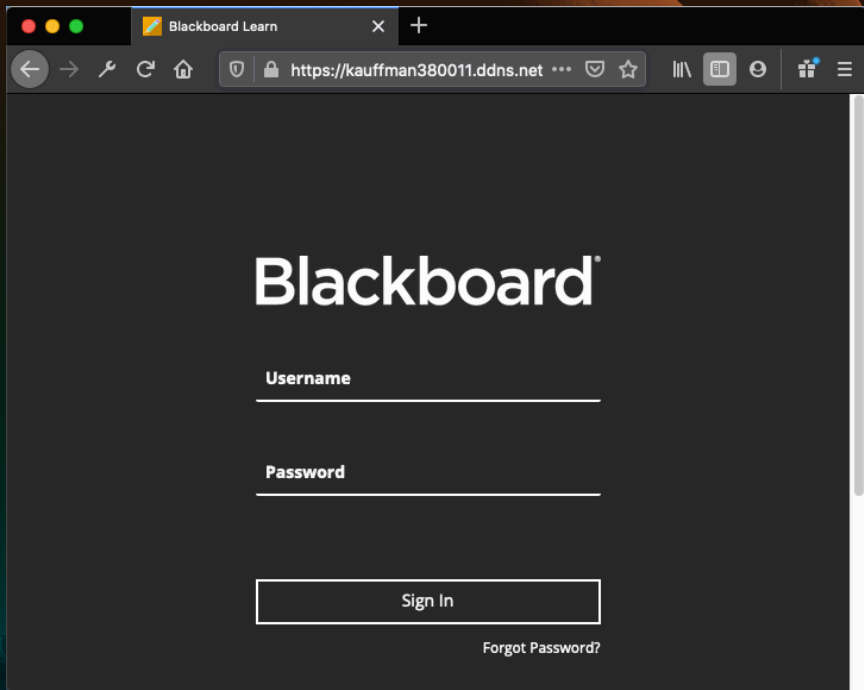 Blackboard Learn
https://kauffman380011.ddns.net
Blackboard®
Username
Password
Sign In
Forgot Password?